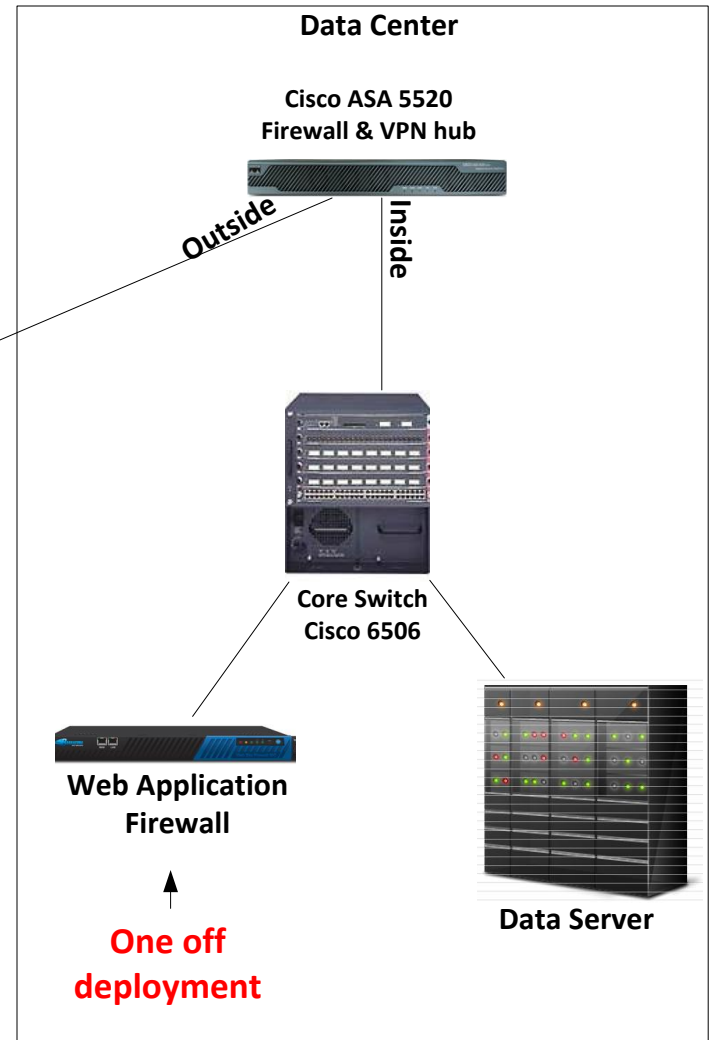 Data Center
Cisco ASA 5520
Firewall & VPN hub
Outside
Inside
Core Switch
Cisco 6506
Web Application
Firewall
Data Server
One off
deployment